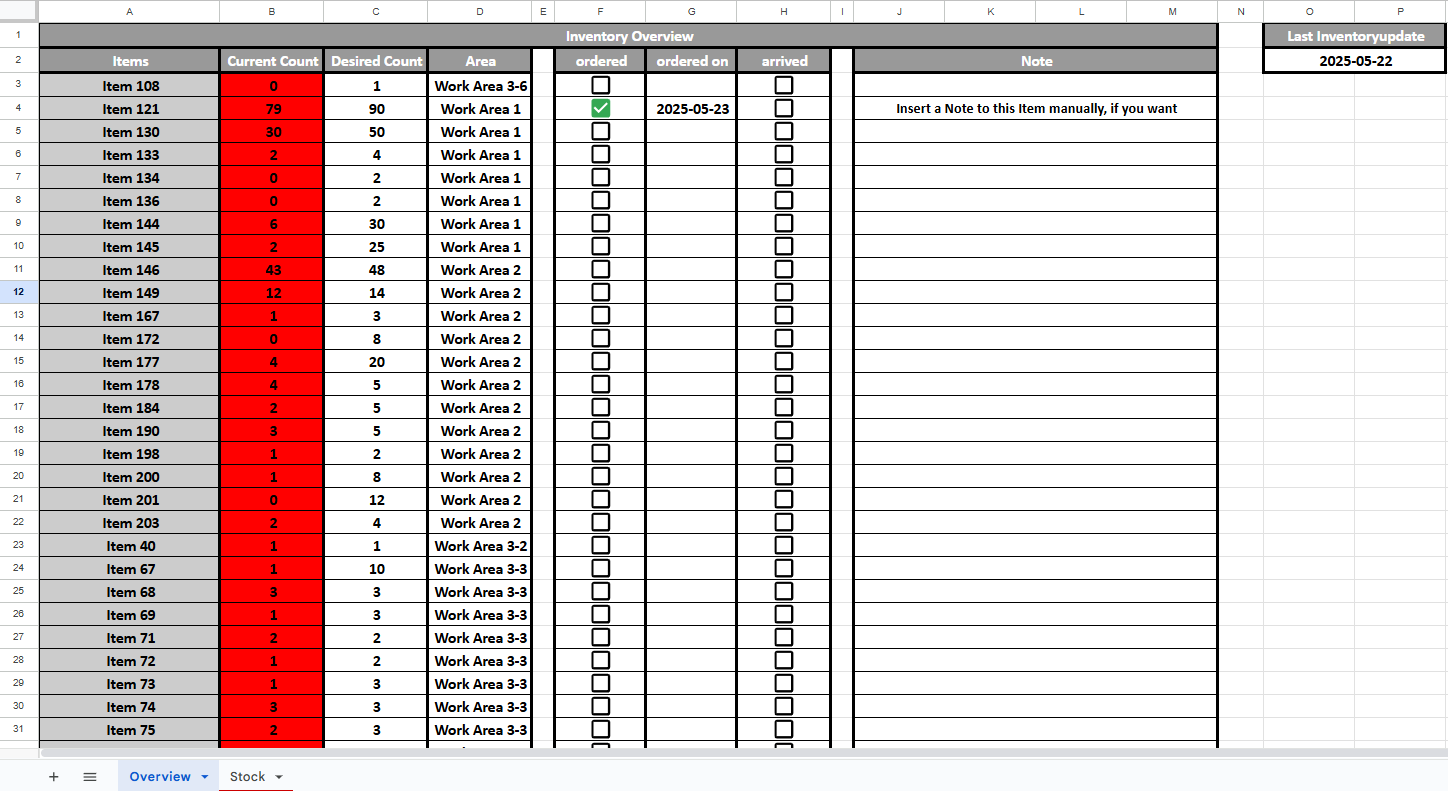 A B C D E F G H I J K L M N O P
1 Inventory Overview Last Inventoryupdate
2 Items Current Count Desired Count Area ordered ordered on arrived Note 2025-05-22
3 Item 108 0 1 Work Area 3-6
4 Item 121 79 90 Work Area 1 2025-05-23 Insert a Note to this Item manually, if you want
5 Item 130 30 50 Work Area 1
6 Item 133 2 4 Work Area 1
7 Item 134 0 2 Work Area 1
8 Item 136 0 2 Work Area 1
9 Item 144 6 30 Work Area 1
10 Item 145 2 25 Work Area 1
11 Item 146 43 48 Work Area 2
12 Item 149 12 14 Work Area 2
13 Item 167 1 3 Work Area 2
14 Item 172 0 8 Work Area 2
15 Item 177 4 20 Work Area 2
16 Item 178 4 5 Work Area 2
17 Item 184 2 5 Work Area 2
18 Item 190 3 5 Work Area 2
19 Item 198 1 2 Work Area 2
20 Item 200 1 8 Work Area 2
21 Item 201 0 12 Work Area 2
22 Item 203 2 4 Work Area 2
23 Item 40 1 1 Work Area 3-2
24 Item 67 1 10 Work Area 3-3
25 Item 68 3 3 Work Area 3-3
26 Item 69 1 3 Work Area 3-3
27 Item 71 2 2 Work Area 3-3
28 Item 72 1 2 Work Area 3-3
29 Item 73 1 3 Work Area 3-3
30 Item 74 3 3 Work Area 3-3
31 Item 75 2 3 Work Area 3-3
Overview Stock